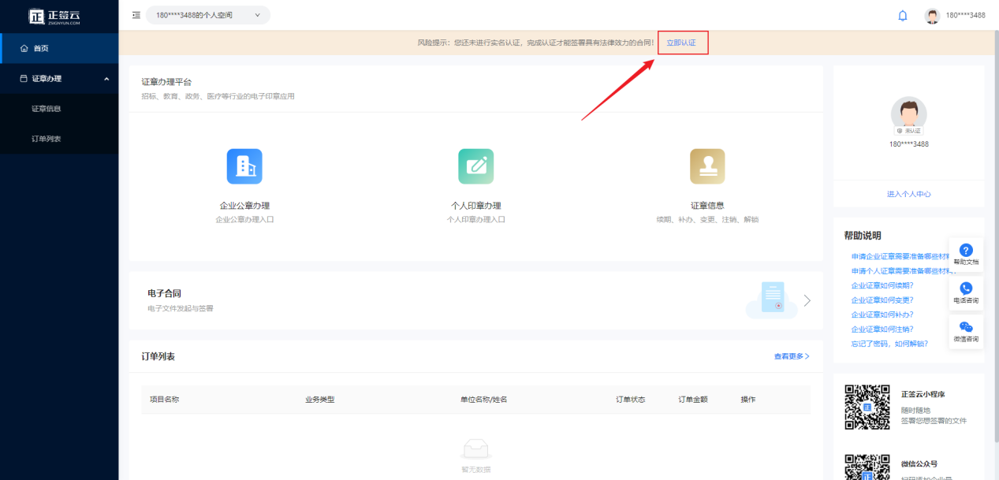 正签云
ZSIGNYUN.COM
180****3488的个人空间
180****3488
首页
证章办理
证章信息
订单列表
风险提示：您还未进行实名认证，完成认证才能签署具有法律效力的合同！
立即认证
证章办理平台
招标、教育、政务、医疗等行业的电子印章应用
企业公章办理
企业公章办理入口
个人印章办理
个人印章办理入口
证章信息
续期、补办、变更、注销、解锁
未认证
180****3488
进入个人中心
电子合同
电子文件发起与签署
帮助说明
申请企业证章需要准备哪些材料
申请个人证章需要准备哪些材料?
企业证章如何续期?
企业证章如何变更?
企业证章如何补办?
企业证章如何注销?
忘记了密码，如何解锁?
帮助文档
电话咨询
微信咨询
订单列表
查看更多
项目名称
业务类型
单位名称/姓名
订单状态
订单金额
操作
暂无数据
正签云小程序
随时随地
签署您想签署的文件
微信公众号